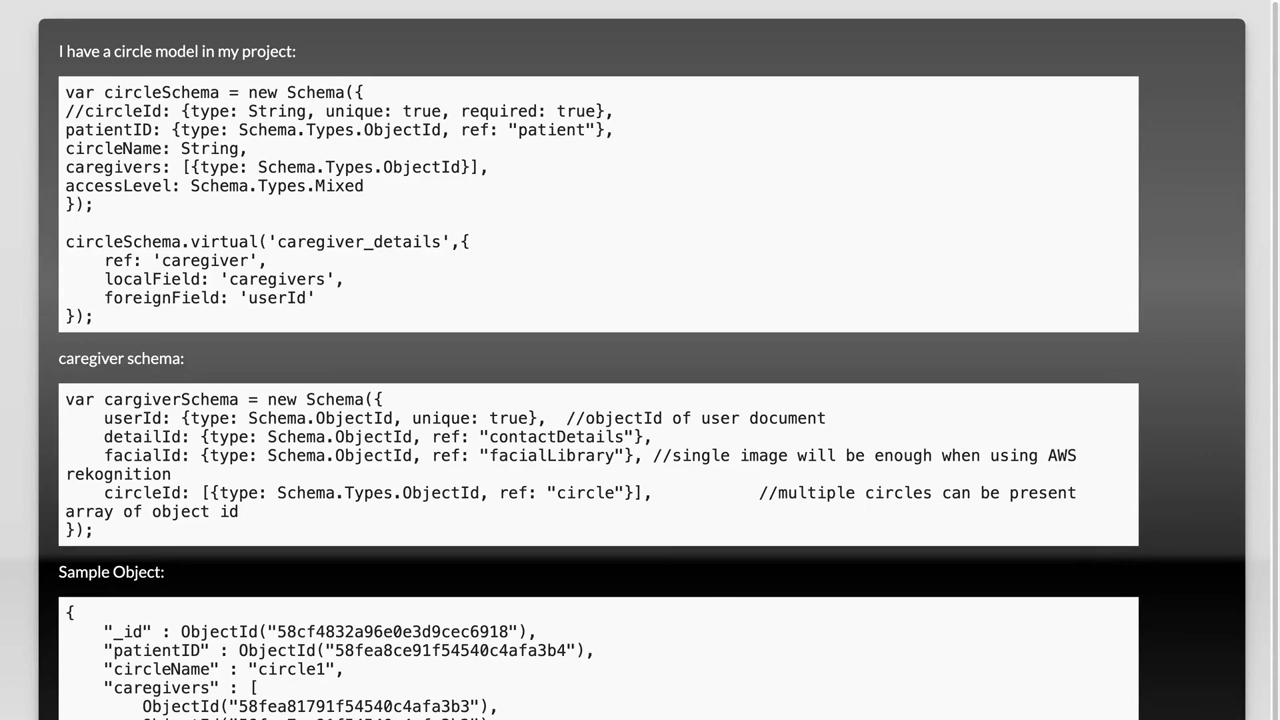 I have a circle model in my project:
var circleSchema = new Schema({
//circleId: {type: String, unique: true, required: true},
patientID: {type: Schema.Types.ObjectId, ref: "patient"},
circleName: String,
caregivers: [{type: Schema.Types.ObjectId}],
accessLevel: Schema.Types.Mixed
});
circleSchema.virtual('caregiver_details',{
    ref: 'caregiver',
    localField: 'caregivers',
    foreignField: 'userId'
});
caregiver schema:
var cargiverSchema = new Schema({
    userId: {type: Schema.ObjectId, unique: true},  //objectId of user document
    detailId: {type: Schema.ObjectId, ref: "contactDetails"},
    facialId: {type: Schema.ObjectId, ref: "facialLibrary"}, //single image will be enough when using AWS
rekognition
    circleId: [{type: Schema.Types.ObjectId, ref: "circle"}],           //multiple circles can be present
array of object id
});
Sample Object:
{
    "_id" : ObjectId("58cf4832a96e0e3d9cec6918"),
    "patientID" : ObjectId("58fea8ce91f54540c4afa3b4"),
    "circleName" : "circle1",
    "caregivers" : [
        ObjectId("58fea81791f54540c4afa3b3"),